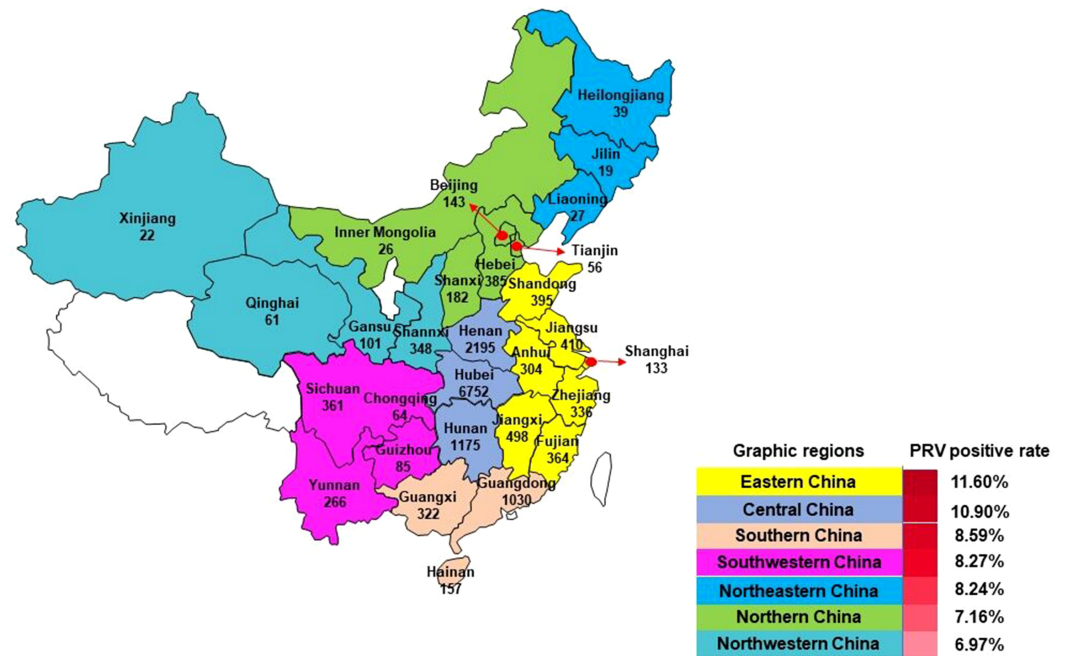 Heilongjiang
39
Jilin
19
Beijing
143
Liaoning
27
Xinjiang
22
Inner Mongolia
26
Tianjin
56
Hebei
385
Shanxi
182
Shandong
395
Qinghai
61
Gansu
101
Shannxi
348
Henan
2195
Jiangsu
410
Anhui
304
Shanghai
133
Hubei
6752
Sichuan
361
Chongqing
64
Zhejiang
336
Hunan
1175
Jiangxi
498
Fujian
364
Guizhou
85
Yunnan
266
Guangxi
322
Guangdong
1030
Hainan
157
Graphic regions PRV positive rate
Eastern China 11.60%
Central China 10.90%
Southern China 8.59%
Southwestern China 8.27%
Northeastern China 8.24%
Northern China 7.16%
Northwestern China 6.97%